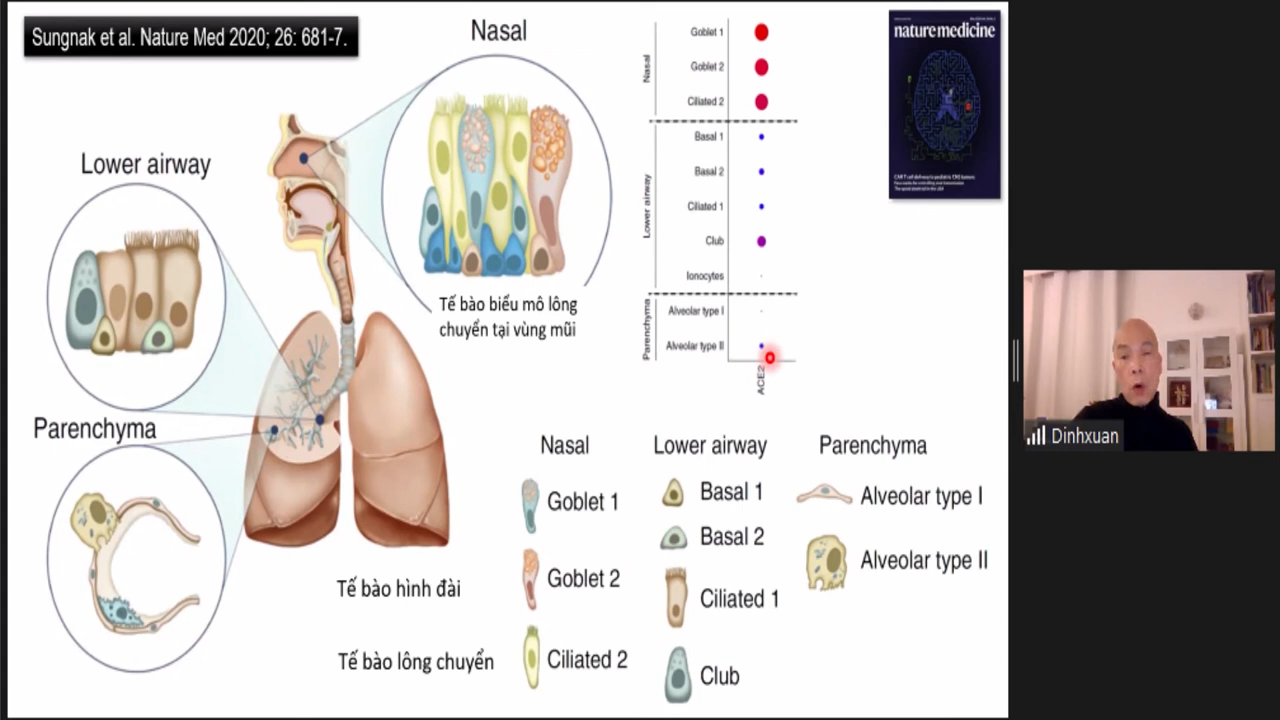 Sungnak et al. Nature Med 2020; 26: 681-7.
Nasal
Lower airway
Parenchyma
Tế bào biểu mô lông
chuyển tại vùng mũi
Nasal
Goblet 1
Goblet 2
Ciliated 2
Lower airway
Basal 1
Basal 2
Ciliated 1
Club
Ionocytes
Parenchyma
Alveolar type I
Alveolar type II
ACE2
nature medicine
Tế bào hình đài
Tế bào lông chuyển
Nasal
Goblet 1
Goblet 2
Ciliated 2
Lower airway
Basal 1
Basal 2
Ciliated 1
Club
Parenchyma
Alveolar type I
Alveolar type II
Dinhxuan